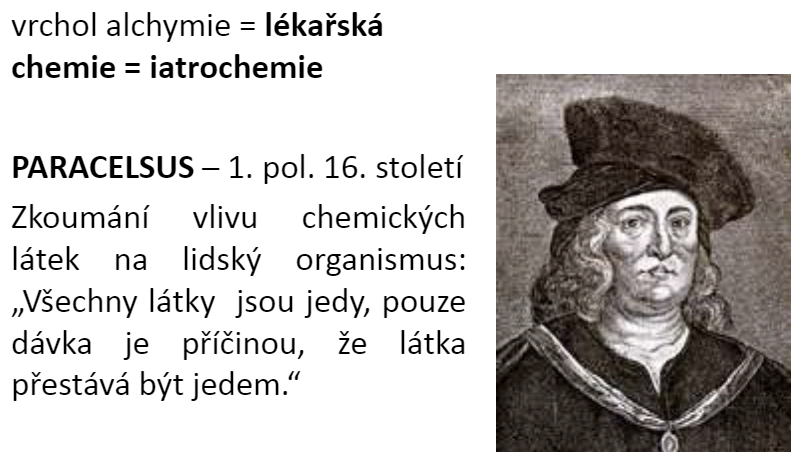 vrchol alchymie = lékařská
chemie = iatrochemie
PARACELSUS – 1. pol. 16. století
Zkoumání vlivu chemických
látek na lidský organismus:
„Všechny látky jsou jedy, pouze
dávka je příčinou, že látka
přestává být jedem.“